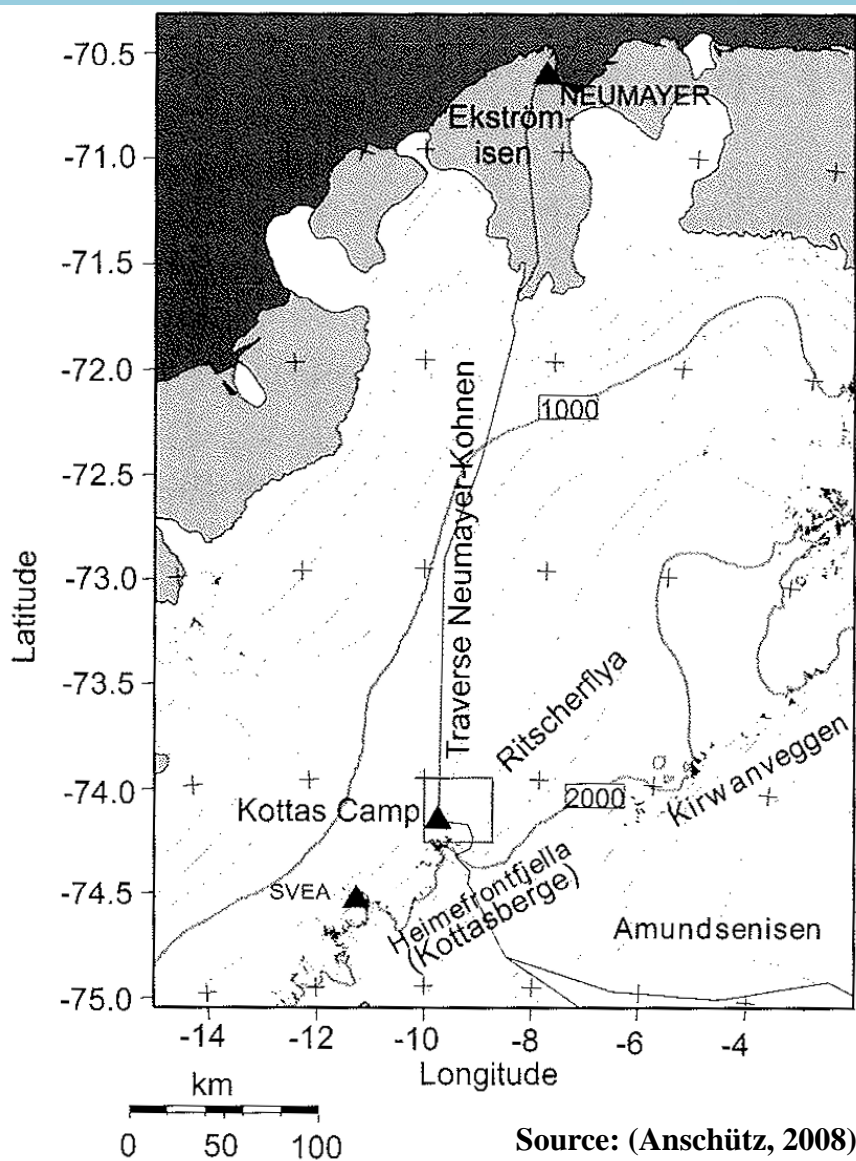 -70.5
NEUMAYER
Ekström-
isen
-71.0
-71.5
-72.0
1000
-72.5
Traverse Neumayer-Kohnen
-73.0
Latitude
-73.5
Ritscherflya
Kirwanveggen
-74.0
2000
Kottas Camp
-74.5
SVEA
Heimefrontfjella
(Kottasberge)
Amundsenisen
-75.0
-14
-12
-10
-8
-6
-4
Longitude
km
0
50
100
Source: (Anschütz, 2008)